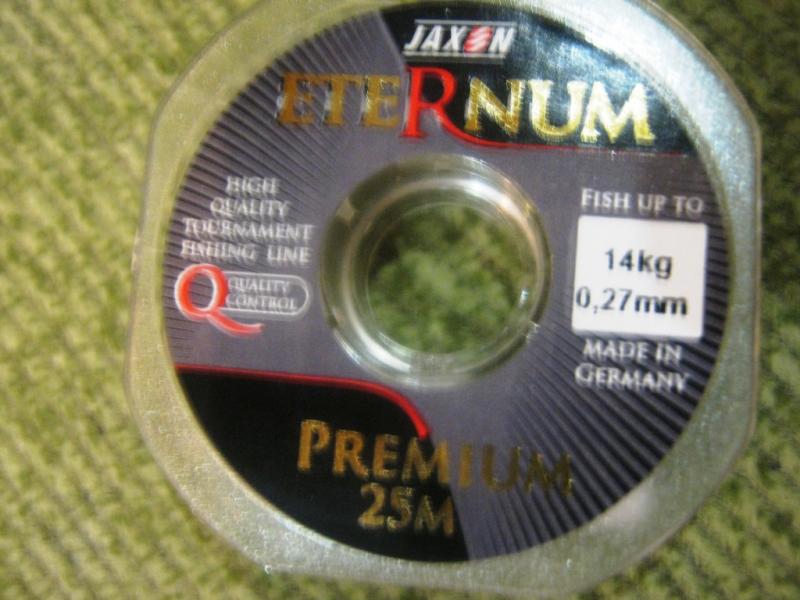 JAXON
ETERNUM
HIGH
QUALITY
TOURNAMENT
FISHING LINE
Q QUALITY
CONTROL
FISH UP TO
14kg
0,27mm
MADE IN
GERMANY
PREMIUM
25M